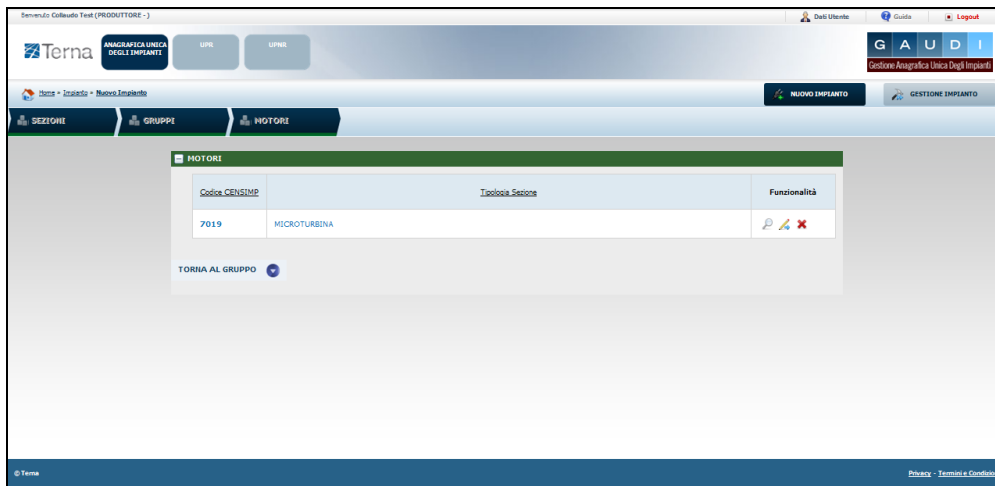 Benvenuto Collaudo Test (PRODUTTORE - )
Dati Utente
Guida
Logout
Terna
ANAGRAFICA UNICA
DEGLI IMPIANTI
UPR
UPNR
G A U D I
Gestione Anagrafica Unica Degli Impianti
Home » Impianto » Nuovo Impianto
NUOVO IMPIANTO
GESTIONE IMPIANTO
SEZIONI
GRUPPI
MOTORI
MOTORI
Codice CENSIMP
Tipologia Sezione
Funzionalità
7019
MICROTURBINA
TORNA AL GRUPPO
© Terna
Privacy - Termini e Condizio